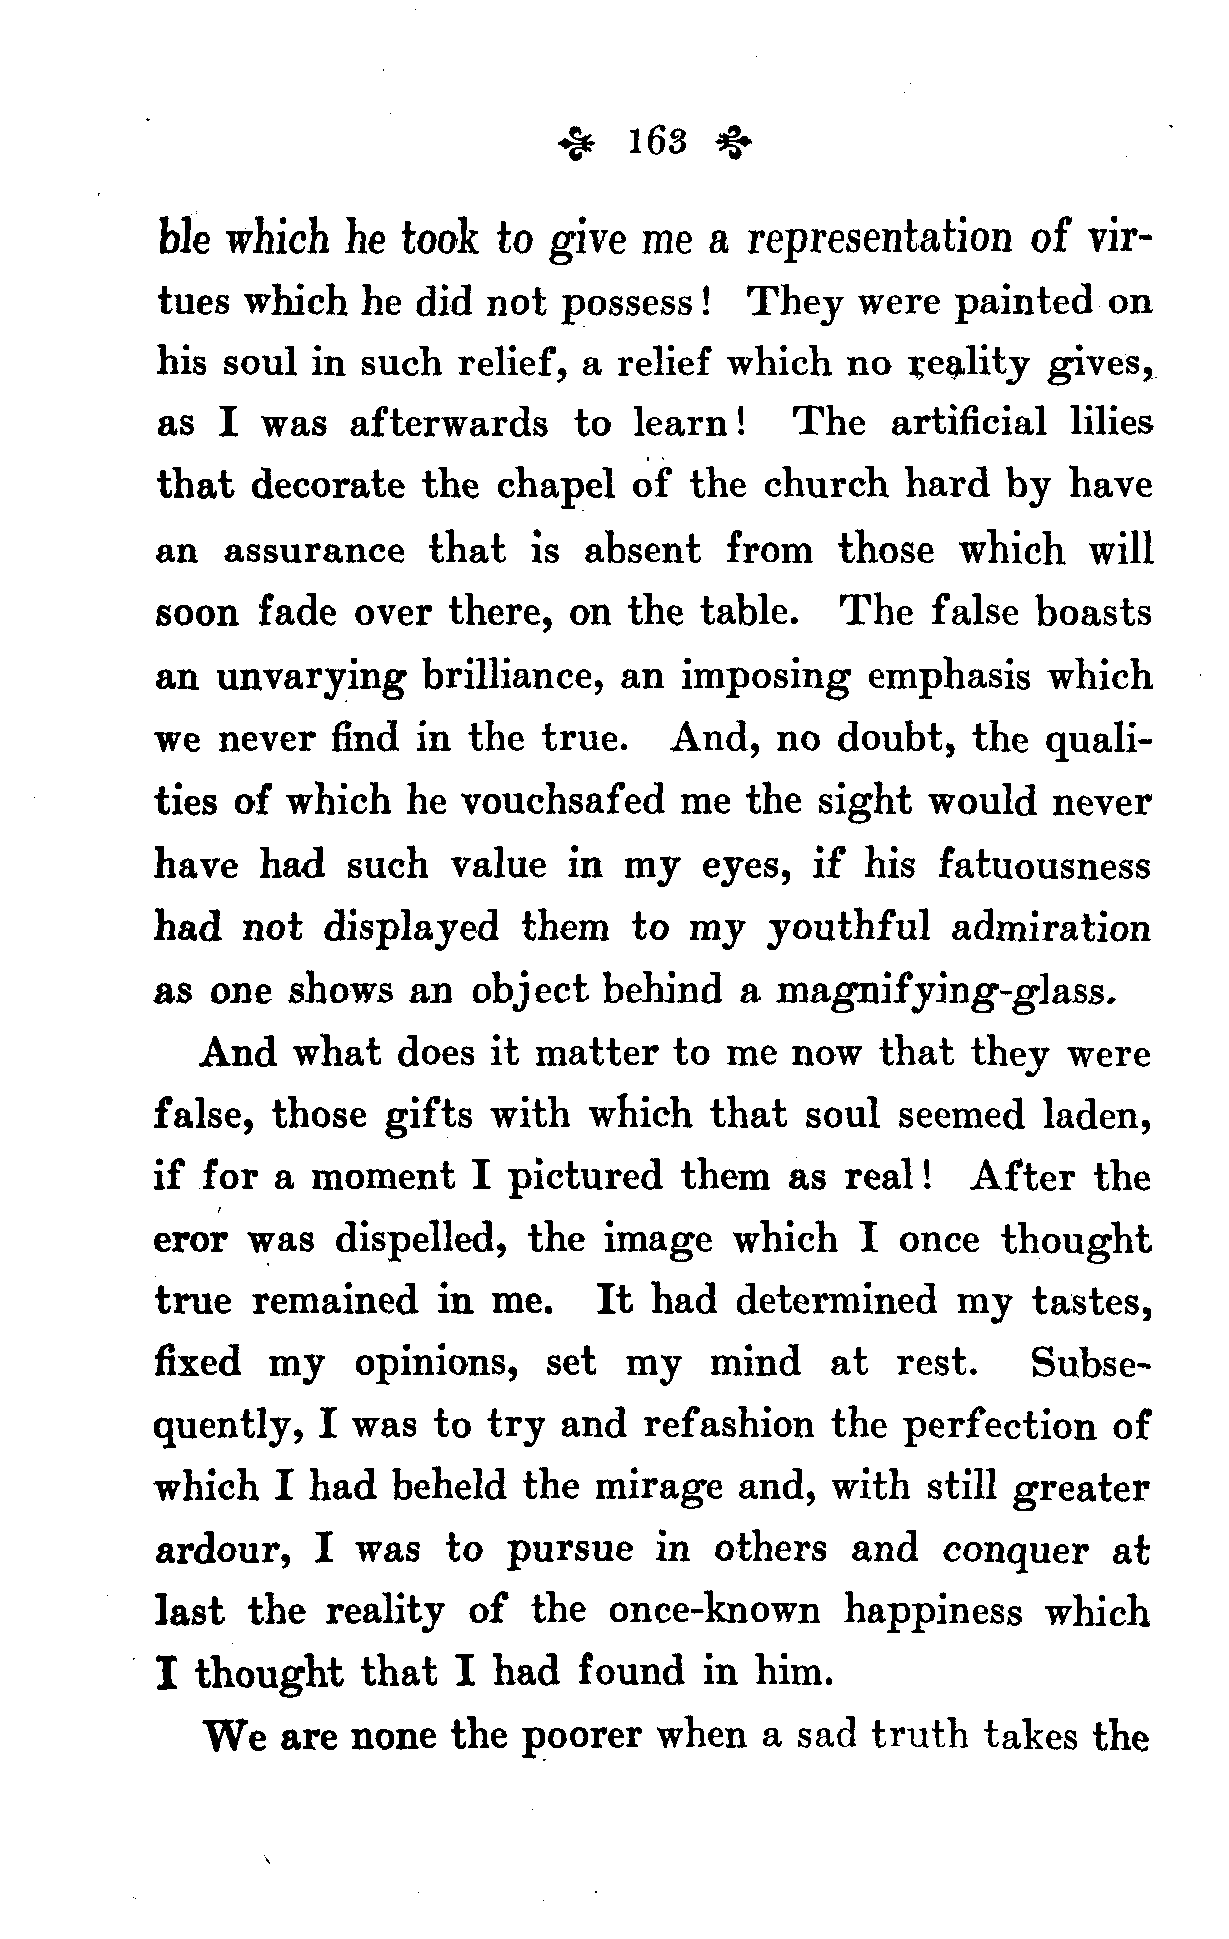 163
ble which he took to give me a representation of vir-
tues which he did not possess! They were painted on
his soul in such relief, a relief which no reality gives,
as I was afterwards to learn! The artificial lilies
that decorate the chapel of the church hard by have
an assurance that is absent from those which will
soon fade over there, on the table. The false boasts
an unvarying brilliance, an imposing emphasis which
we never find in the true. And, no doubt, the quali-
ties of which he vouchsafed me the sight would never
have had such value in my eyes, if his fatuousness
had not displayed them to my youthful admiration
as one shows an object behind a magnifying-glass.
And what does it matter to me now that they were
false, those gifts with which that soul seemed laden,
if for a moment I pictured them as real! After the
eror was dispelled, the image which I once thought
true remained in me. It had determined my tastes,
fixed my opinions, set my mind at rest. Subse-
quently, I was to try and refashion the perfection of
which I had beheld the mirage and, with still greater
ardour, I was to pursue in others and conquer at
last the reality of the once-known happiness which
I thought that I had found in him.
We are none the poorer when a sad truth takes the